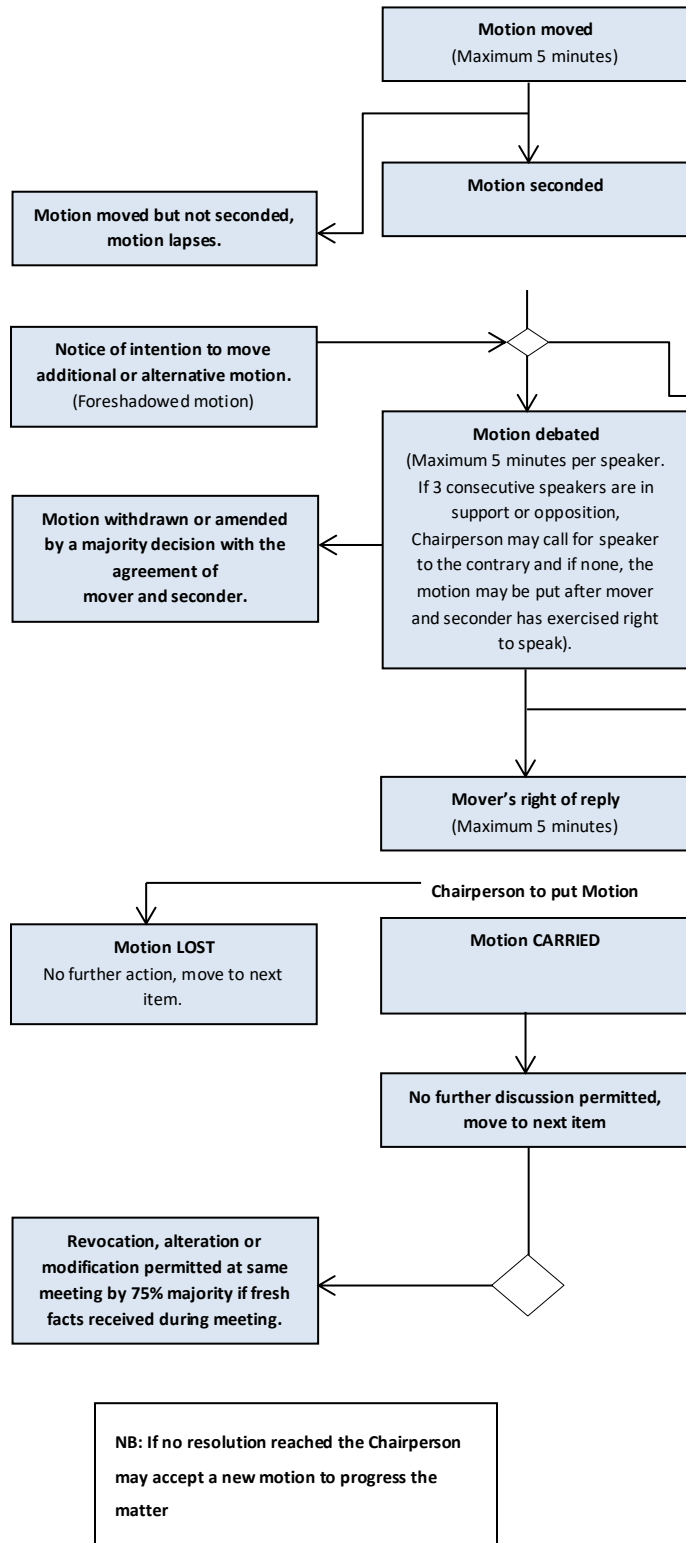 Motion moved
(Maximum 5 minutes)
Motion seconded
Motion moved but not seconded,
motion lapses.
Notice of intention to move
additional or alternative motion.
(Foreshadowed motion)
Motion debated
(Maximum 5 minutes per speaker.
If 3 consecutive speakers are in
support or opposition,
Chairperson may call for speaker
to the contrary and if none, the
motion may be put after mover
and seconder has exercised right
to speak).
Motion withdrawn or amended
by a majority decision with the
agreement of
mover and seconder.
Mover’s right of reply
(Maximum 5 minutes)
Chairperson to put Motion
Motion LOST
No further action, move to next
item.
Motion CARRIED
No further discussion permitted,
move to next item
Revocation, alteration or
modification permitted at same
meeting by 75% majority if fresh
facts received during meeting.
NB: If no resolution reached the Chairperson
may accept a new motion to progress the
matter